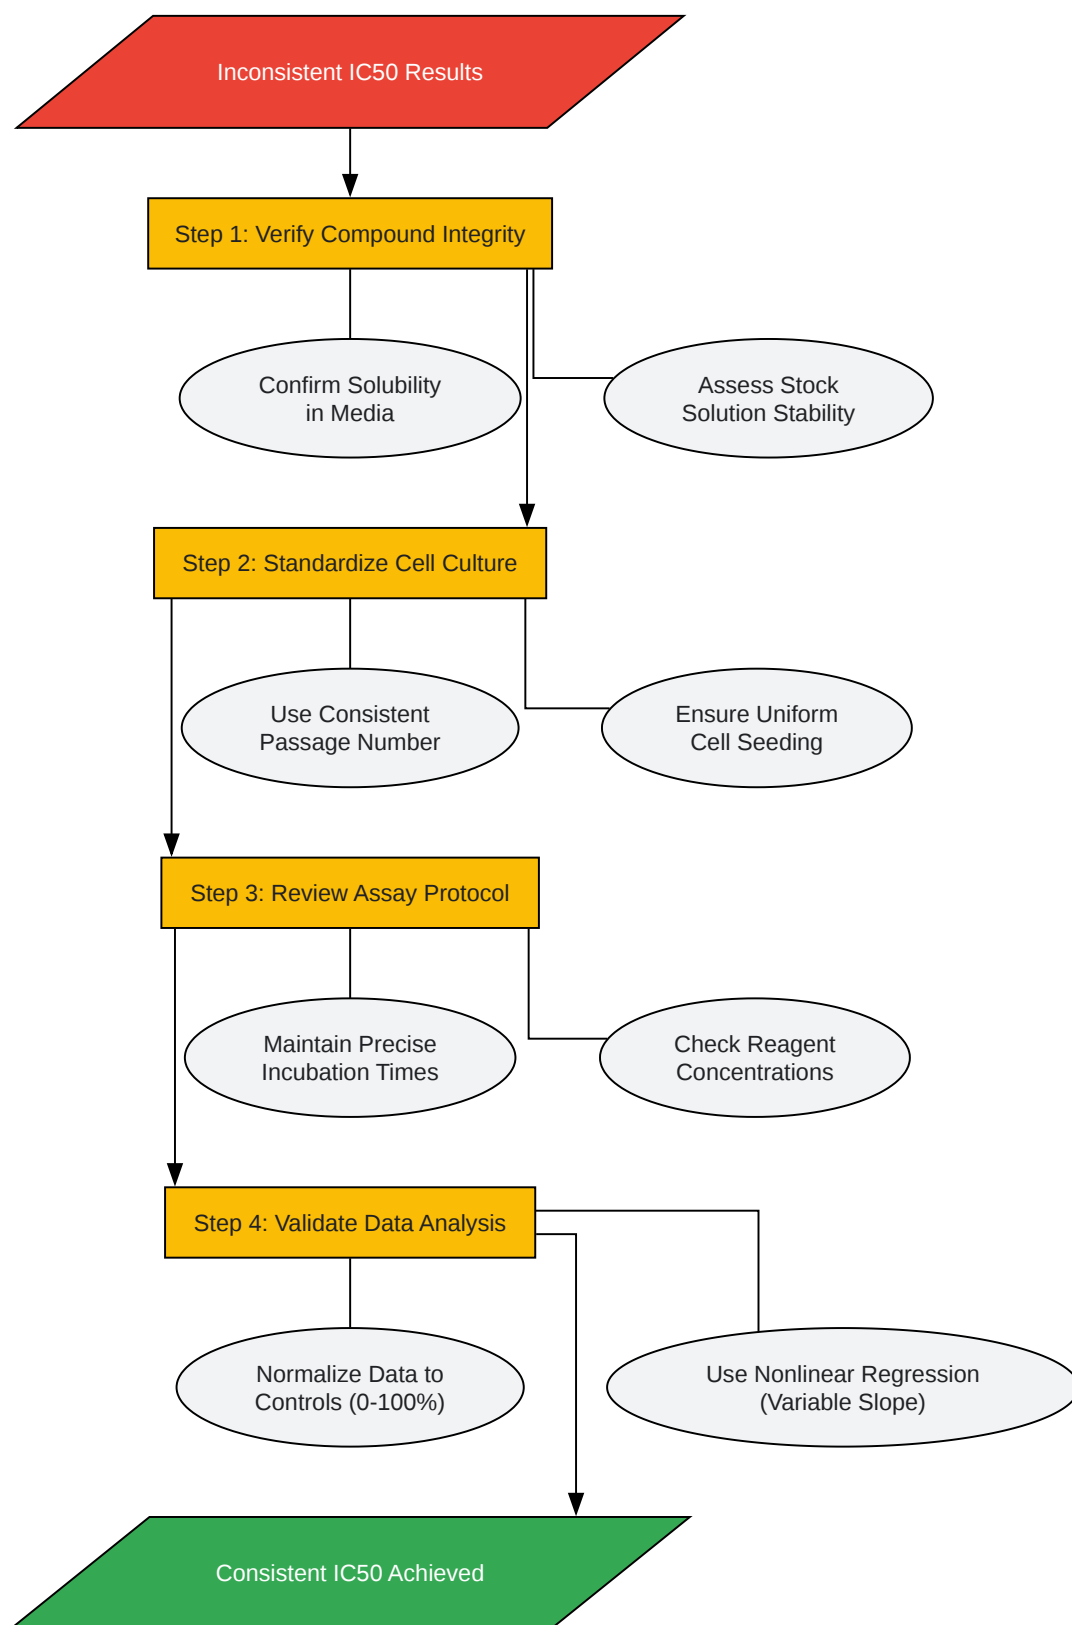 Inconsistent IC50 Results
Step 1: Verify Compound Integrity
Confirm Solubility
in Media
Assess Stock
Solution Stability
Step 2: Standardize Cell Culture
Use Consistent
Passage Number
Ensure Uniform
Cell Seeding
Step 3: Review Assay Protocol
Maintain Precise
Incubation Times
Check Reagent
Concentrations
Step 4: Validate Data Analysis
Normalize Data to
Controls (0-100%)
Use Nonlinear Regression
(Variable Slope)
Consistent IC50 Achieved